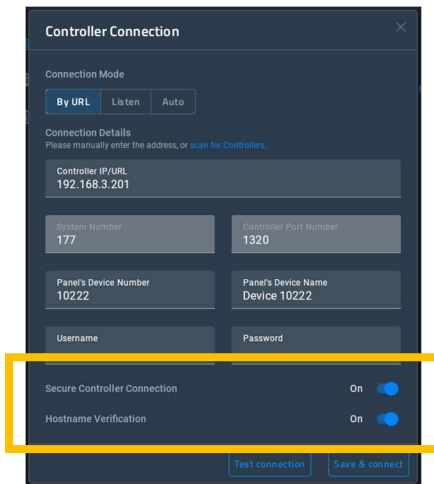 Controller Connection
Connection Mode
By URL Listen Auto
Connection Details
Please manually enter the address, or scan for Controllers.
Controller IP/URL
192.168.3.201
System Number Controller Port Number
177 1320
Panel's Device Number Panel's Device Name
10222 Device 10222
Username Password
Secure Controller Connection On
Hostname Verification On
Test connection Save & connect